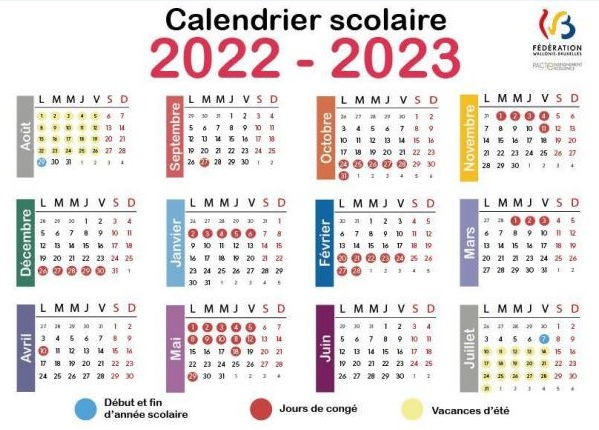 Calendrier scolaire
2022 - 2023
FÉDÉRATION
WALLONIE-BRUXELLES
Août
L M M J V S D
1 2 3 4 5 6 7
8 9 10 11 12 13 14
15 16 17 18 19 20 21
22 23 24 25 26 27 28
29 30 31 1 2 3 4
Septembre
L M M J V S D
29 30 31 1 2 3 4
5 6 7 8 9 10 11
12 13 14 15 16 17 18
19 20 21 22 23 24 25
26 27 28 29 30 1 2
Octobre
L M M J V S D
26 27 28 29 30 1 2
3 4 5 6 7 8 9
10 11 12 13 14 15 16
17 18 19 20 21 22 23
24 25 26 27 28 29 30
31 1 2 3 4 5 6
Novembre
L M M J V S D
31 1 2 3 4 5 6
7 8 9 10 11 12 13
14 15 16 17 18 19 20
21 22 23 24 25 26 27
28 29 30 1 2 3 4
Décembre
L M M J V S D
28 29 30 1 2 3 4
5 6 7 8 9 10 11
12 13 14 15 16 17 18
19 20 21 22 23 24 25
26 27 28 29 30 31 1
Janvier
L M M J V S D
26 27 28 29 30 31 1
2 3 4 5 6 7 8
9 10 11 12 13 14 15
16 17 18 19 20 21 22
23 24 25 26 27 28 29
30 31 1 2 3 4 5
Février
L M M J V S D
30 31 1 2 3 4 5
6 7 8 9 10 11 12
13 14 15 16 17 18 19
20 21 22 23 24 25 26
27 28 1 2 3 4 5
Mars
L M M J V S D
27 28 1 2 3 4 5
6 7 8 9 10 11 12
13 14 15 16 17 18 19
20 21 22 23 24 25 26
27 28 29 30 31 1 2
Avril
L M M J V S D
27 28 29 30 31 1 2
3 4 5 6 7 8 9
10 11 12 13 14 15 16
17 18 19 20 21 22 23
24 25 26 27 28 29 30
Mai
L M M J V S D
1 2 3 4 5 6 7
8 9 10 11 12 13 14
15 16 17 18 19 20 21
22 23 24 25 26 27 28
29 30 31 1 2 3 4
Juin
L M M J V S D
29 30 31 1 2 3 4
5 6 7 8 9 10 11
12 13 14 15 16 17 18
19 20 21 22 23 24 25
26 27 28 29 30 1 2
Juillet
L M M J V S D
26 27 28 29 30 1 2
3 4 5 6 7 8 9
10 11 12 13 14 15 16
17 18 19 20 21 22 23
24 25 26 27 28 29 30
31 1 2 3 4 5 6
Début et fin
d'année scolaire
Jours de congé
Vacances d'été